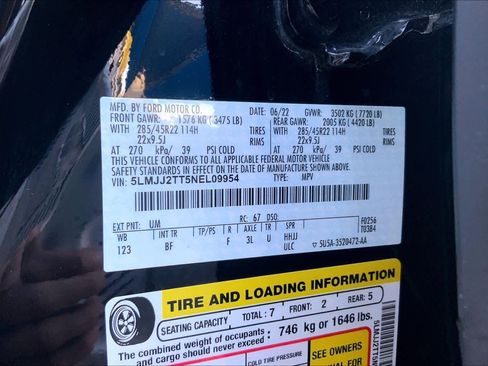 MFD. BY FORD MOTOR CO. 06/22 GVWR: 3502 KG (7720 LB)
FRONT GAWR: 1576 KG (3475 LB) REAR GAWR: 2005 KG (4420 LB)
WITH 285/45R22 114H TIRES WITH 285/45R22 114H TIRES
22x9.5J RIMS 22x9.5J RIMS
AT 270 kPa/ 39 PSI COLD AT 270 kPa/ 39 PSI COLD
THIS VEHICLE CONFORMS TO ALL APPLICABLE FEDERAL MOTOR VEHICLE
SAFETY STANDARDS IN EFFECT ON THE DATE OF MANUFACTURE SHOWN ABOVE.
VIN: 5LMJJ2TT5NEL09954 TYPE: MPV
EXT PNT: UM RC: 67 DSO: F0256
WB INT TR TP/PS R AXLE TR SPR T0384
123 BF F 3L U HHJJ
ULC 5U5A-3520472-AA
TIRE AND LOADING INFORMATION
SEATING CAPACITY TOTAL: 7 FRONT: 2 REAR: 5
The combined weight of occupants and cargo should never exceed: 746 kg or 1646 lbs.
COLD TIRE PRESSURE SEE OWNERS